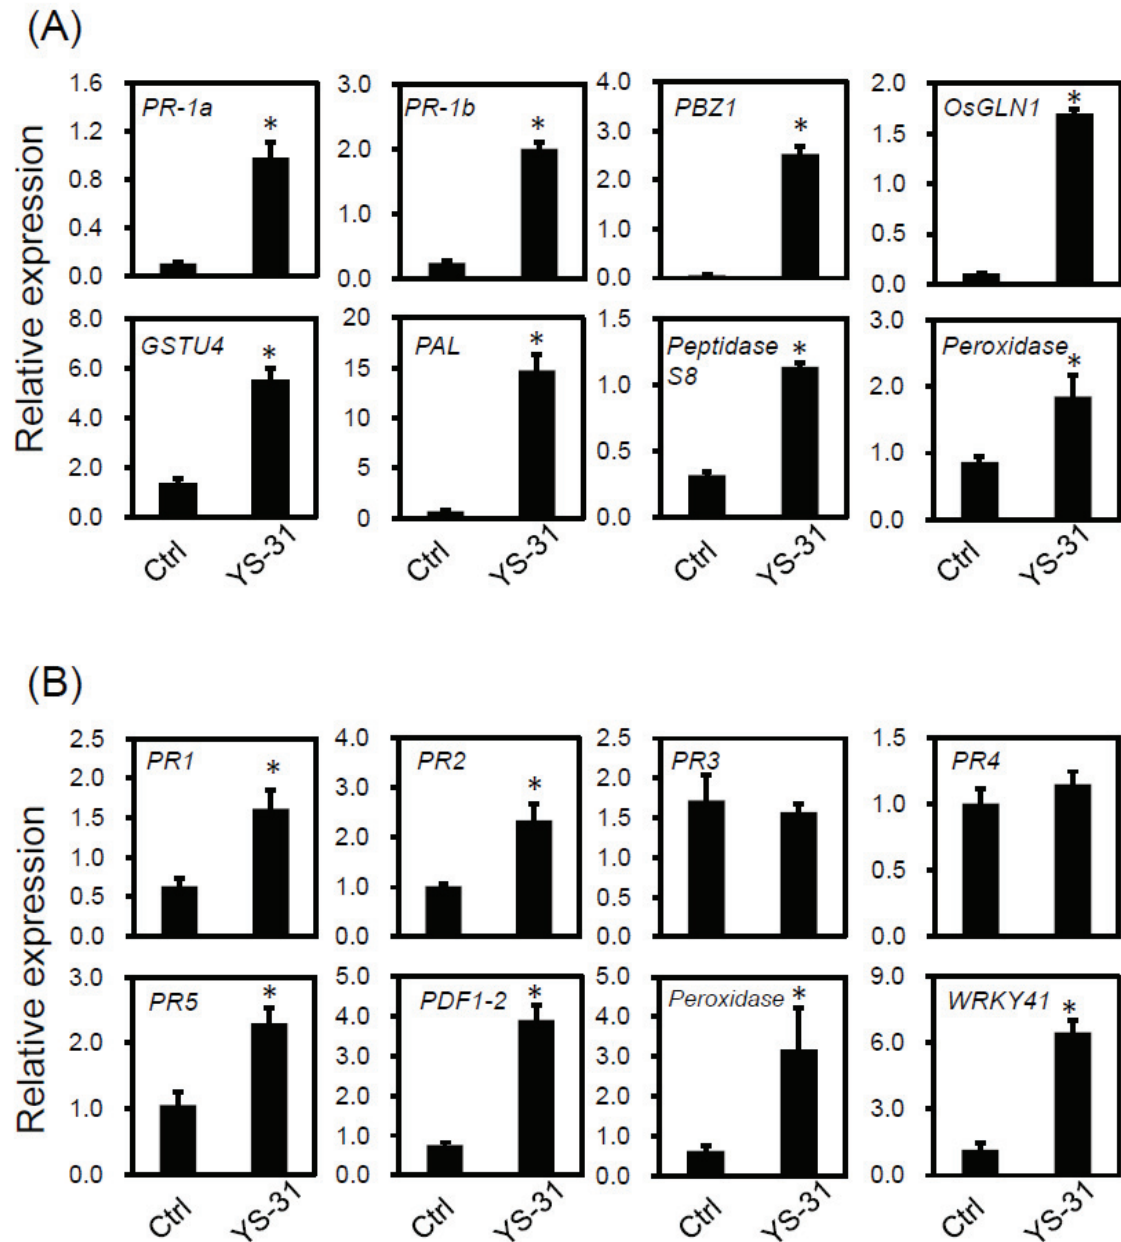 (A)
Relative expression
1.6
1.2
0.8
0.4
0.0
PR-1a
*
3.0
2.0
1.0
0.0
PR-1b
*
4.0
3.0
2.0
1.0
0.0
PBZ1
*
2.0
1.5
1.0
0.5
0.0
OsGLN1
*
8.0
6.0
4.0
2.0
0.0
GSTU4
*
Ctrl
YS-31
20
15
10
5
0
PAL
*
Ctrl
YS-31
1.5
1.0
0.5
0.0
Peptidase
S8
*
Ctrl
YS-31
3.0
2.0
1.0
0.0
Peroxidase
*
Ctrl
YS-31
(B)
Relative expression
2.5
2.0
1.5
1.0
0.5
0.0
PR1
*
4.0
3.0
2.0
1.0
0.0
PR2
*
2.5
2.0
1.5
1.0
0.5
0.0
PR3
1.5
1.0
0.5
0.0
PR4
3.0
2.0
1.0
0.0
PR5
*
Ctrl
YS-31
5.0
4.0
3.0
2.0
1.0
0.0
PDF1-2
*
Ctrl
YS-31
5.0
4.0
3.0
2.0
1.0
0.0
Peroxidase
*
Ctrl
YS-31
9.0
6.0
3.0
0.0
WRKY41
*
Ctrl
YS-31